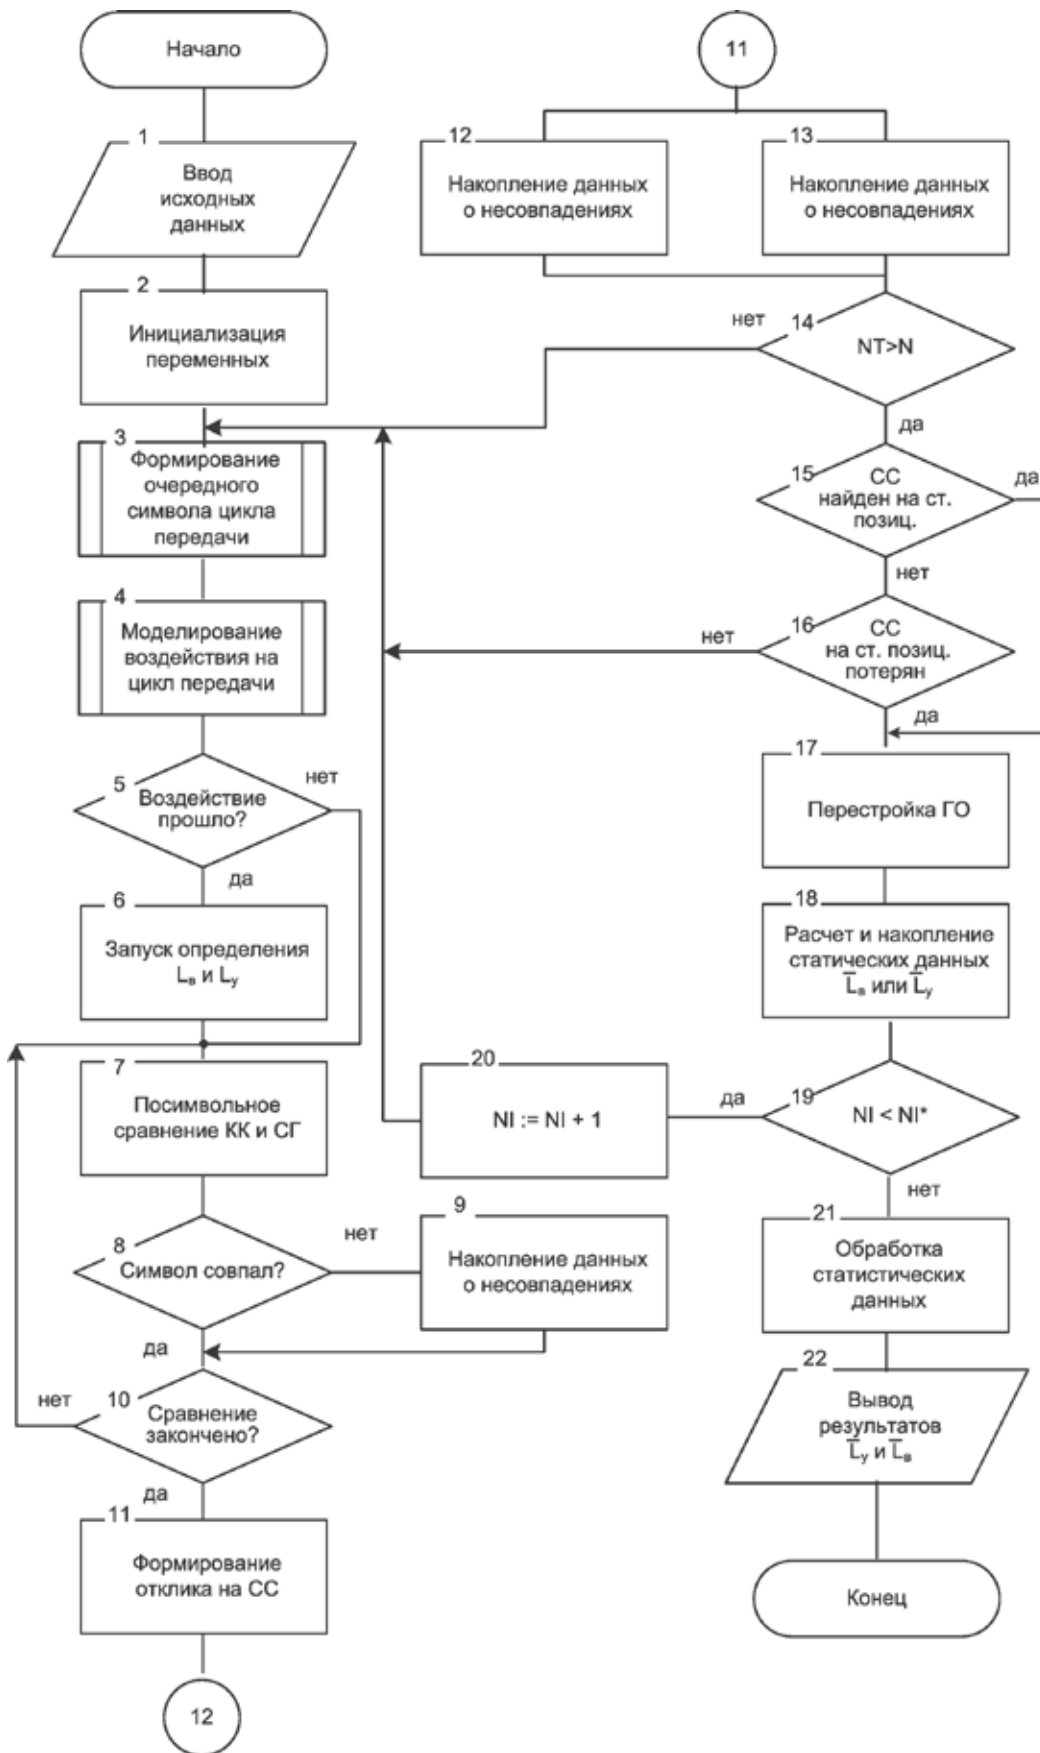 Начало
1
Ввод
исходных
данных
2
Инициализация
переменных
3
Формирование
очередного
символа цикла
передачи
4
Моделирование
воздействия на
цикл передачи
5
Воздействие
прошло?
нет
да
6
Запуск определения
Lв и Lу
7
Посимвольное
сравнение КК и СГ
8
Символ совпал?
нет
9
Накопление данных
о несовпадениях
да
10
Сравнение
закончено?
нет
да
11
Формирование
отклика на СС
12
11
12
Накопление данных
о несовпадениях
13
Накопление данных
о несовпадениях
14
NT>N
нет
да
15
СС
найден на ст.
позиц.
да
нет
16
СС
на ст. позиц.
потерян
нет
да
17
Перестройка ГО
18
Расчет и накопление
статических данных
L̅в или L̅у
19
NI < NI*
да
20
NI := NI + 1
нет
21
Обработка
статистических
данных
22
Вывод
результатов
L̅у и L̅в
Конец